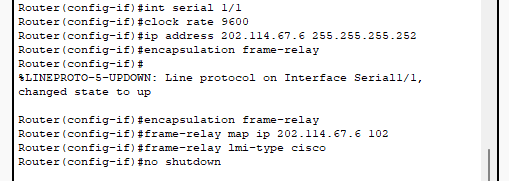 Router(config-if)#int serial 1/1
Router(config-if)#clock rate 9600
Router(config-if)#ip address 202.114.67.6 255.255.255.252
Router(config-if)#encapsulation frame-relay
Router(config-if)#
%LINEPROTO-5-UPDOWN: Line protocol on Interface Serial1/1,
changed state to up
Router(config-if)#encapsulation frame-relay
Router(config-if)#frame-relay map ip 202.114.67.6 102
Router(config-if)#frame-relay lmi-type cisco
Router(config-if)#no shutdown